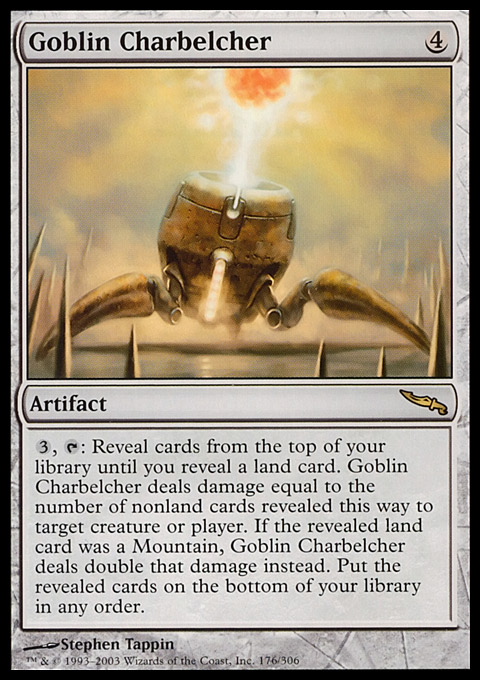 Goblin Charbelcher 4
Artifact
3, T: Reveal cards from the top of your
library until you reveal a land card. Goblin
Charbelcher deals damage equal to the
number of nonland cards revealed this way to
target creature or player. If the revealed land
card was a Mountain, Goblin Charbelcher
deals double that damage instead. Put the
revealed cards on the bottom of your library
in any order.
Stephen Tappin
™ & © 1993–2003 Wizards of the Coast, Inc. 176/306